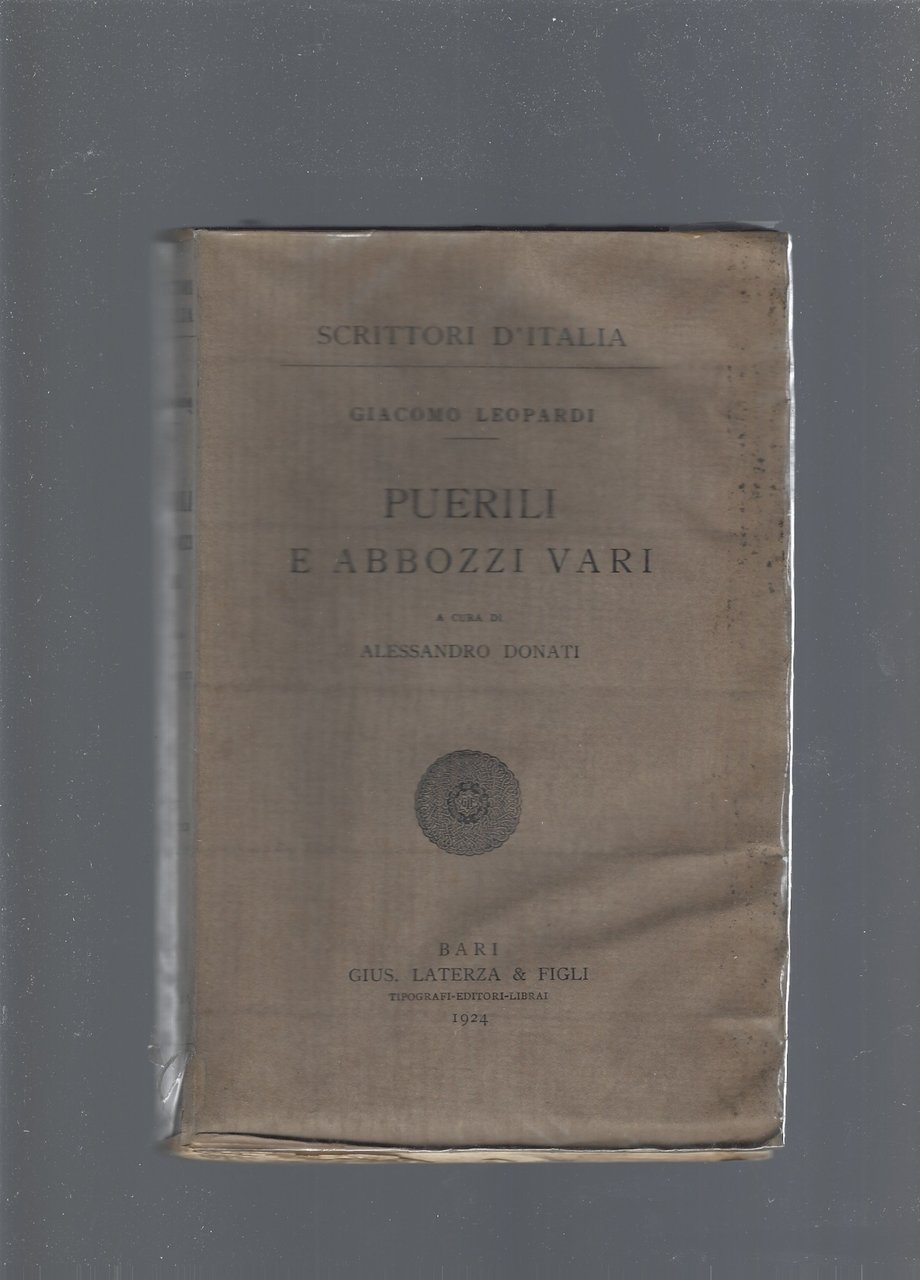 SCRITTORI D'ITALIA
GIACOMO LEOPARDI
PUERILI
E ABBOZZI VARI
A CURA DI
ALESSANDRO DONATI
BARI
GIUS. LATERZA & FIGLI
TIPOGRAFI-EDITORI-LIBRAI
1924